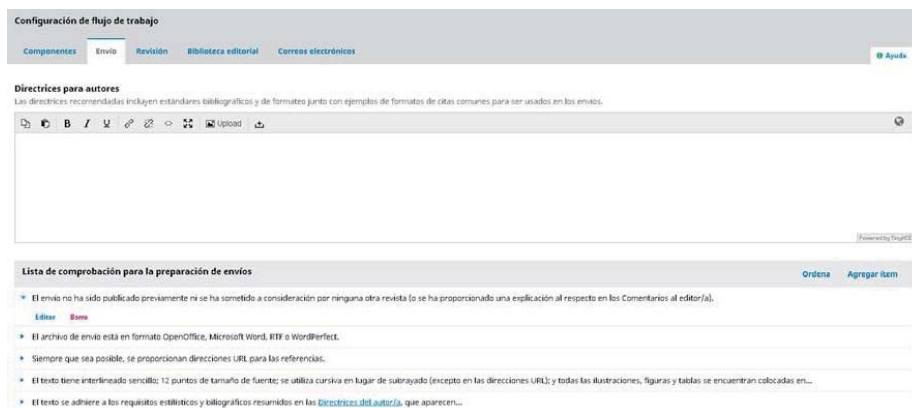 Configuración de flujo de trabajo
Componentes Envío Revisión Biblioteca editorial Correos electrónicos
Ayuda
Directrices para autores
Las directrices recomendadas incluyen estándares bibliográficos y de formateo junto con ejemplos de formatos de citas comunes para ser usados en los envíos.
B I U Upload
Powered by TinyMCE
Lista de comprobación para la preparación de envíos Ordena Agregar ítem
El envío no ha sido publicado previamente ni se ha sometido a consideración por ninguna otra revista (o se ha proporcionado una explicación al respecto en los Comentarios al editor/a).
Editar Borra
El archivo de envío está en formato OpenOffice, Microsoft Word, RTF o WordPerfect.
Siempre que sea posible, se proporcionan direcciones URL para las referencias.
El texto tiene interlineado sencillo; 12 puntos de tamaño de fuente; se utiliza cursiva en lugar de subrayado (excepto en las direcciones URL); y todas las ilustraciones, figuras y tablas se encuentran colocadas en...
El texto se adhiere a los requisitos estilísticos y biliográficos resumidos en las Directrices del autor/a, que aparecen...